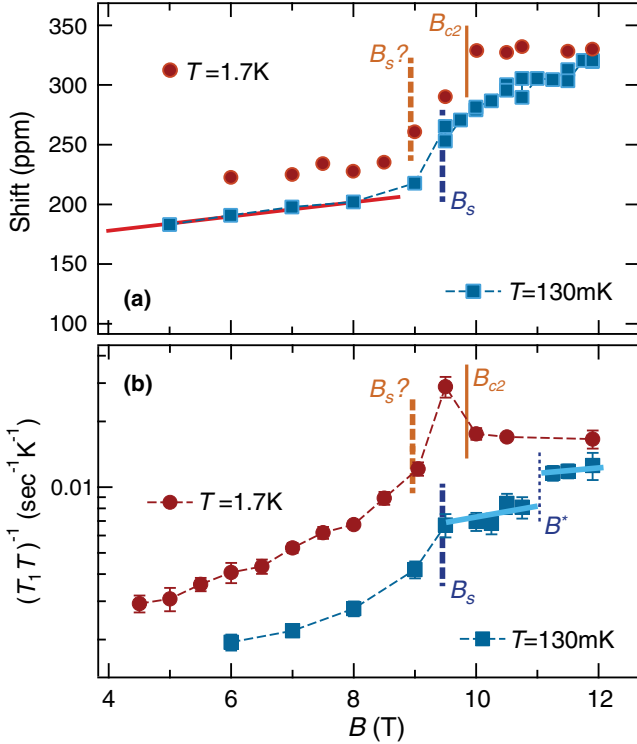 350
300
250
200
150
100
Shift (ppm)
B_s?
B_c2
T=1.7K
B_s
(a)
T=130mK
(b)
B_s?
B_c2
0.01
(T_1T)^-1 (sec^-1K^-1)
T=1.7K
B*
B_s
T=130mK
4 6 8 10 12
B (T)